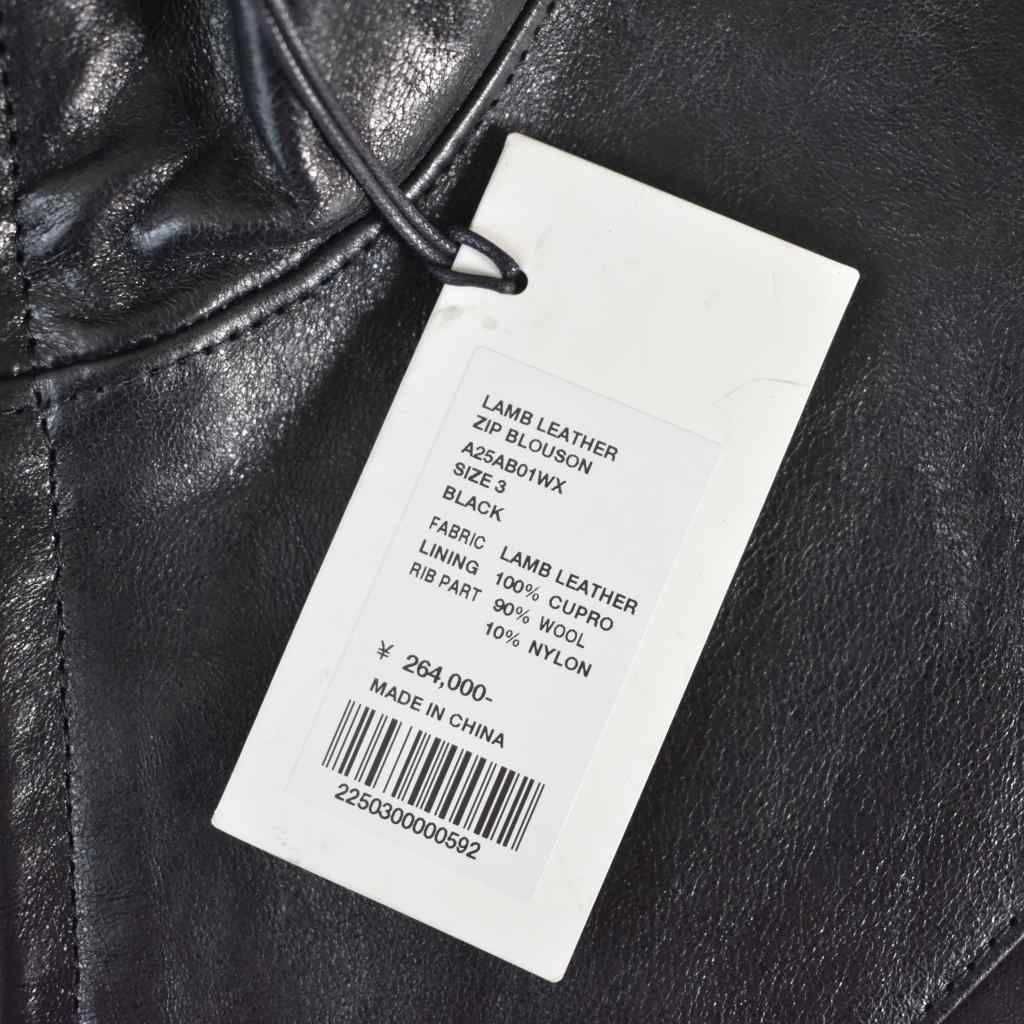 LAMB LEATHER
ZIP BLOUSON
A25AB01WX
SIZE 3
BLACK
FABRIC LAMB LEATHER
LINING 100% CUPRO
RIB PART 90% WOOL
10% NYLON
¥ 264,000-
MADE IN CHINA
2250300000592